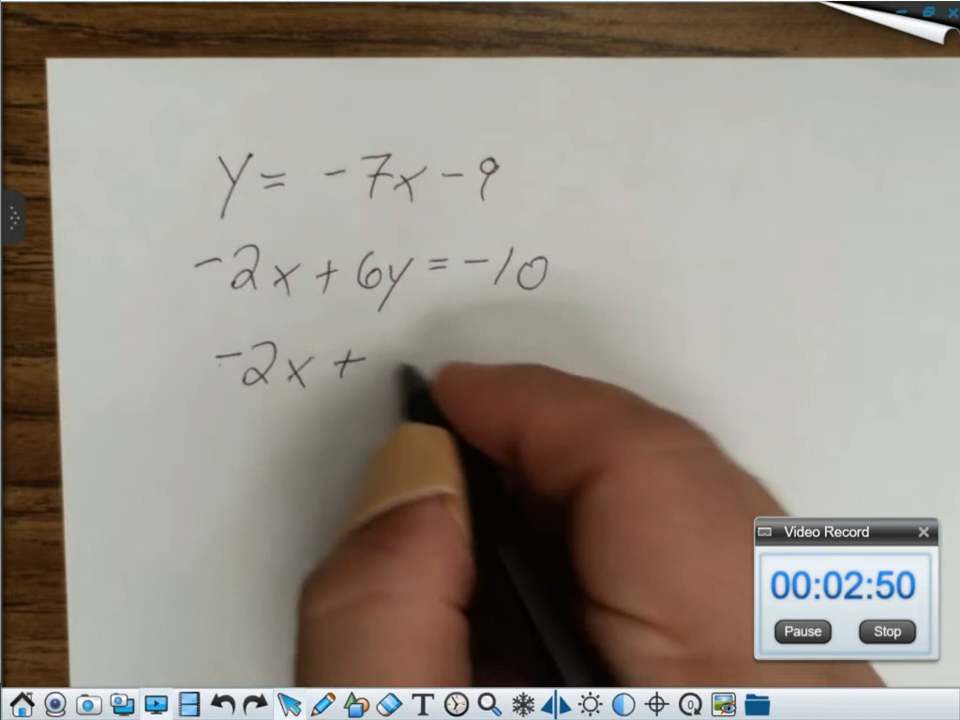 y = -7x - 9
-2x + 6y = -10
-2x +
Video Record
00:02:50
Pause
Stop
T